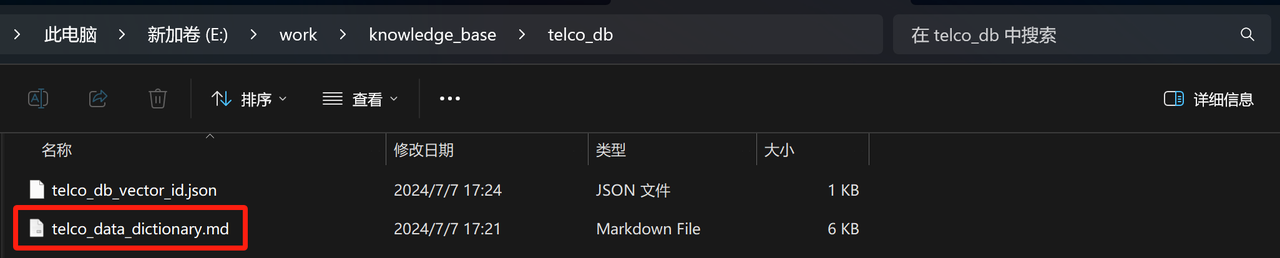 此电脑 新加卷 (E:) work knowledge_base telco_db 在 telco_db 中搜索
排序 查看 详细信息
名称 修改日期 类型 大小
telco_db_vector_id.json 2024/7/7 17:24 JSON 文件 1 KB
telco_data_dictionary.md 2024/7/7 17:21 Markdown File 6 KB